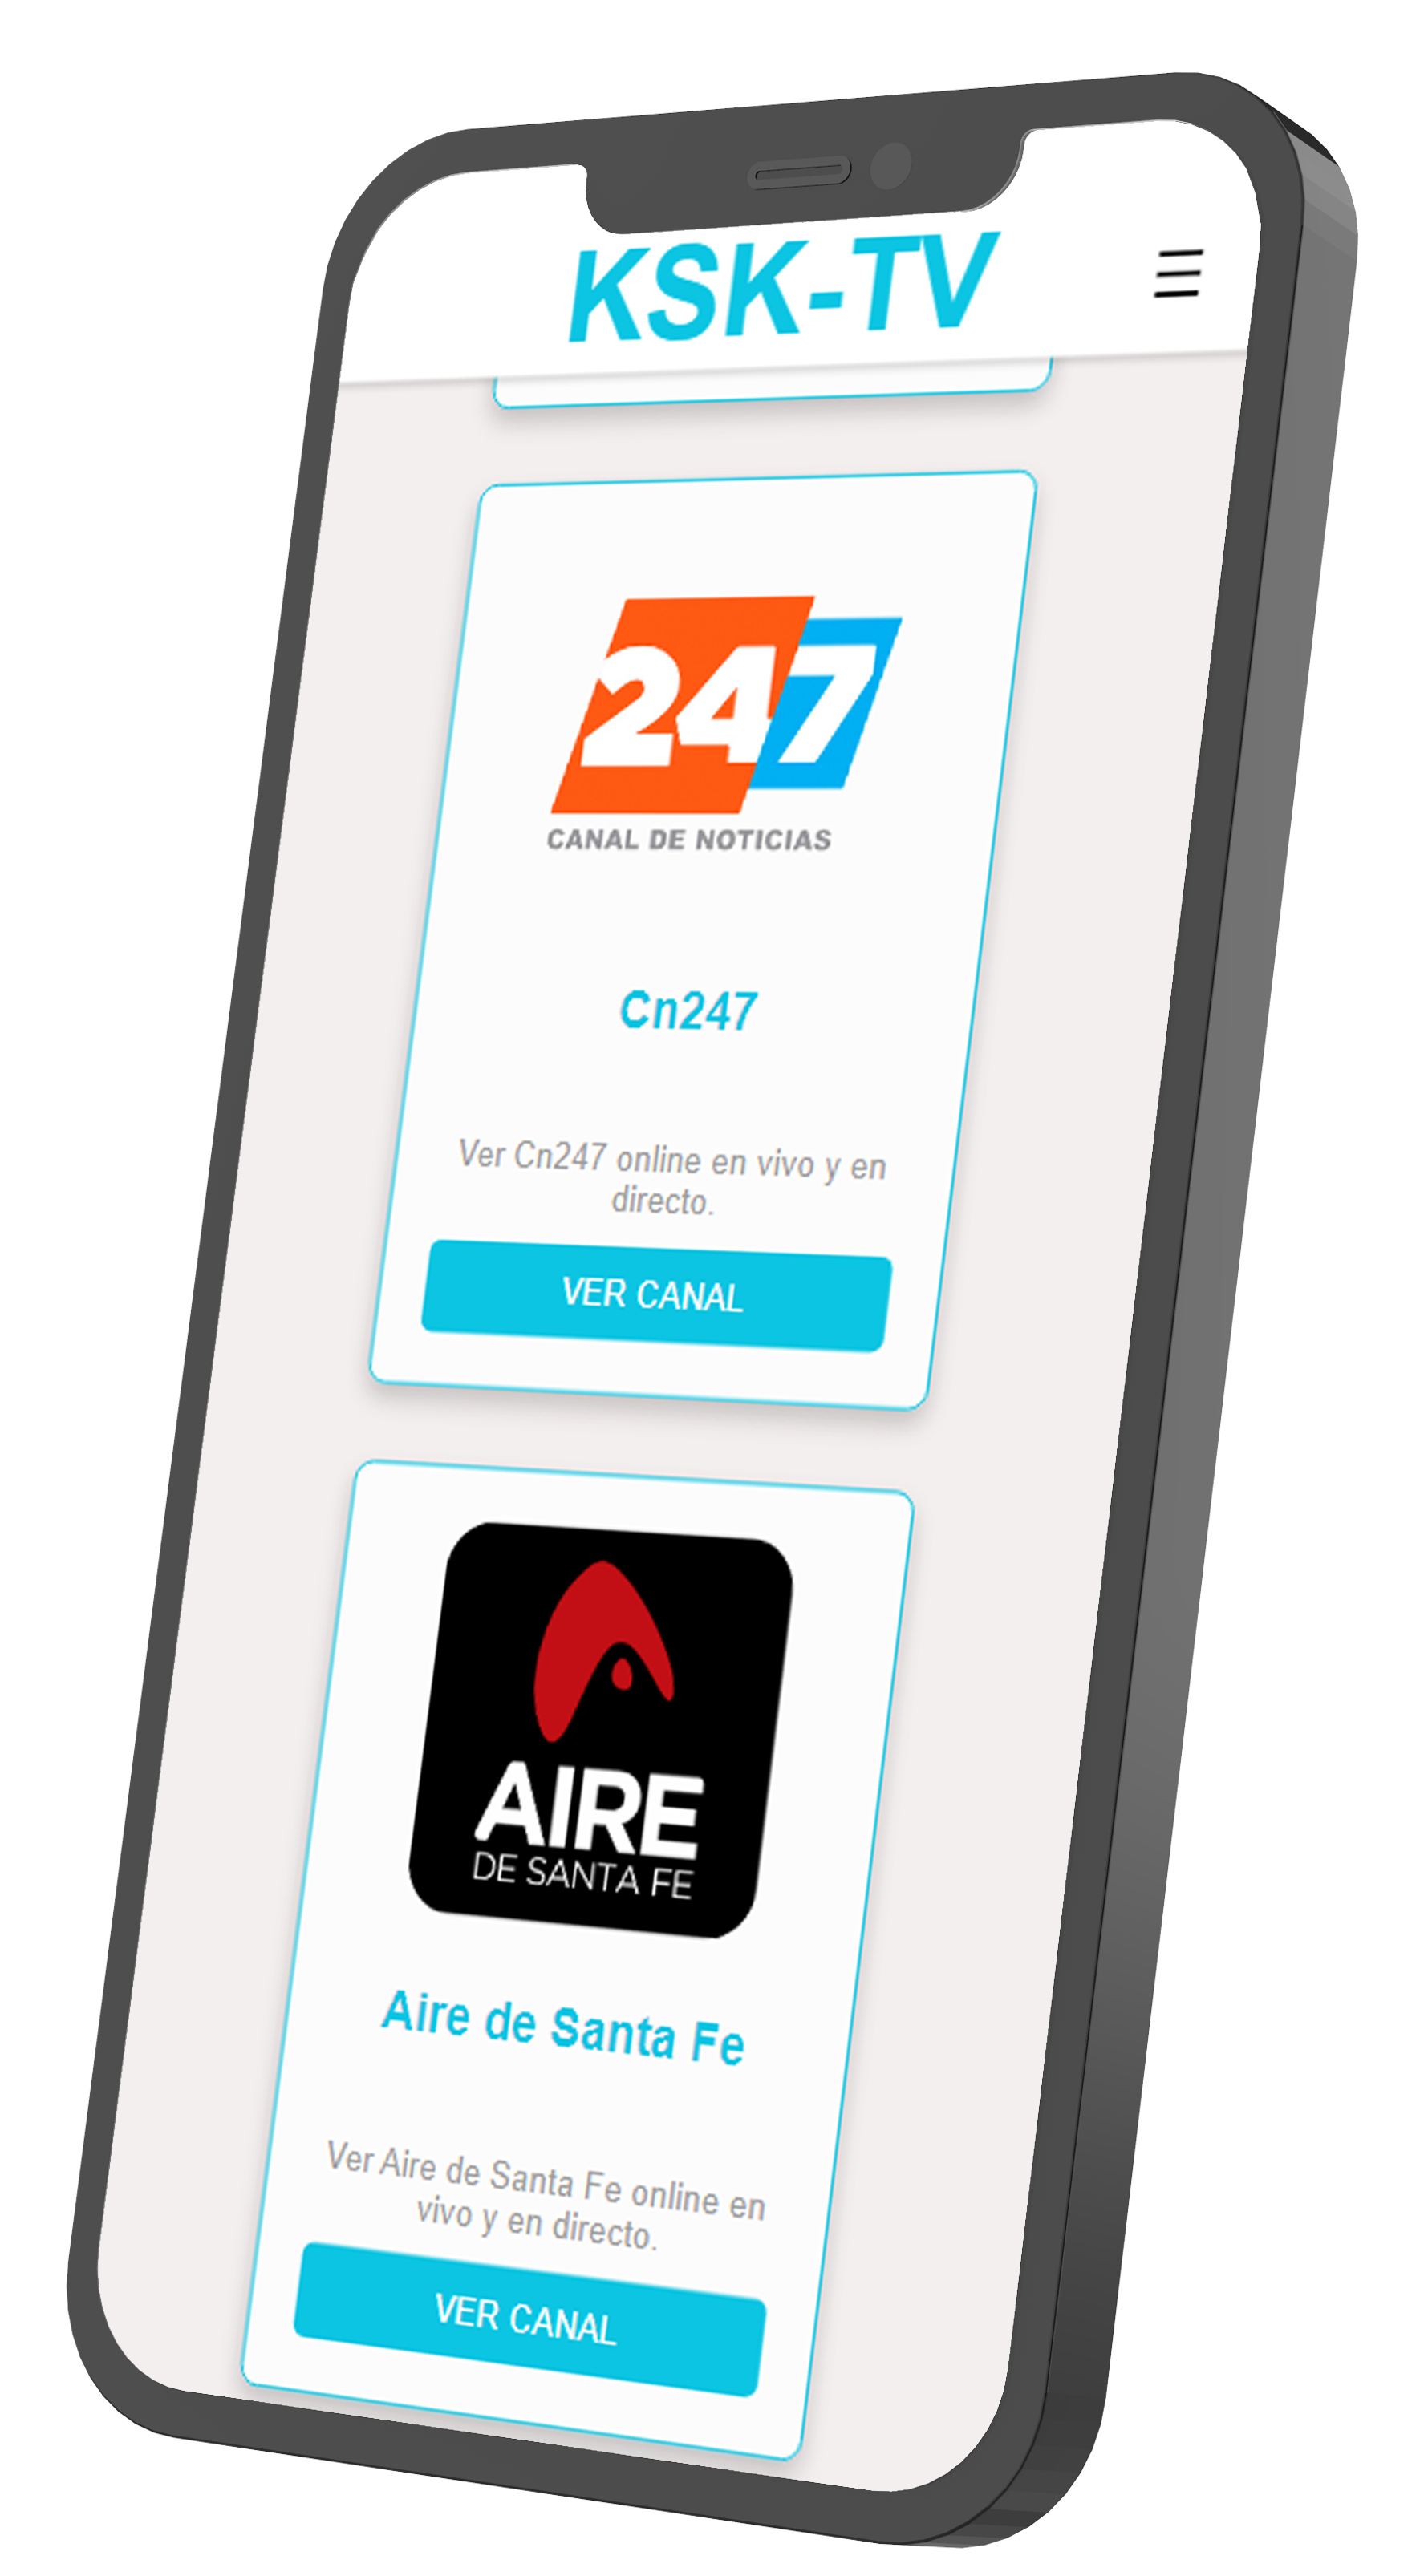 KSK-TV
247
CANAL DE NOTICIAS
Cn247
Ver Cn247 online en vivo y en
directo.
VER CANAL
AIRE
DE SANTA FE
Aire de Santa Fe
Ver Aire de Santa Fe online en
vivo y en directo.
VER CANAL